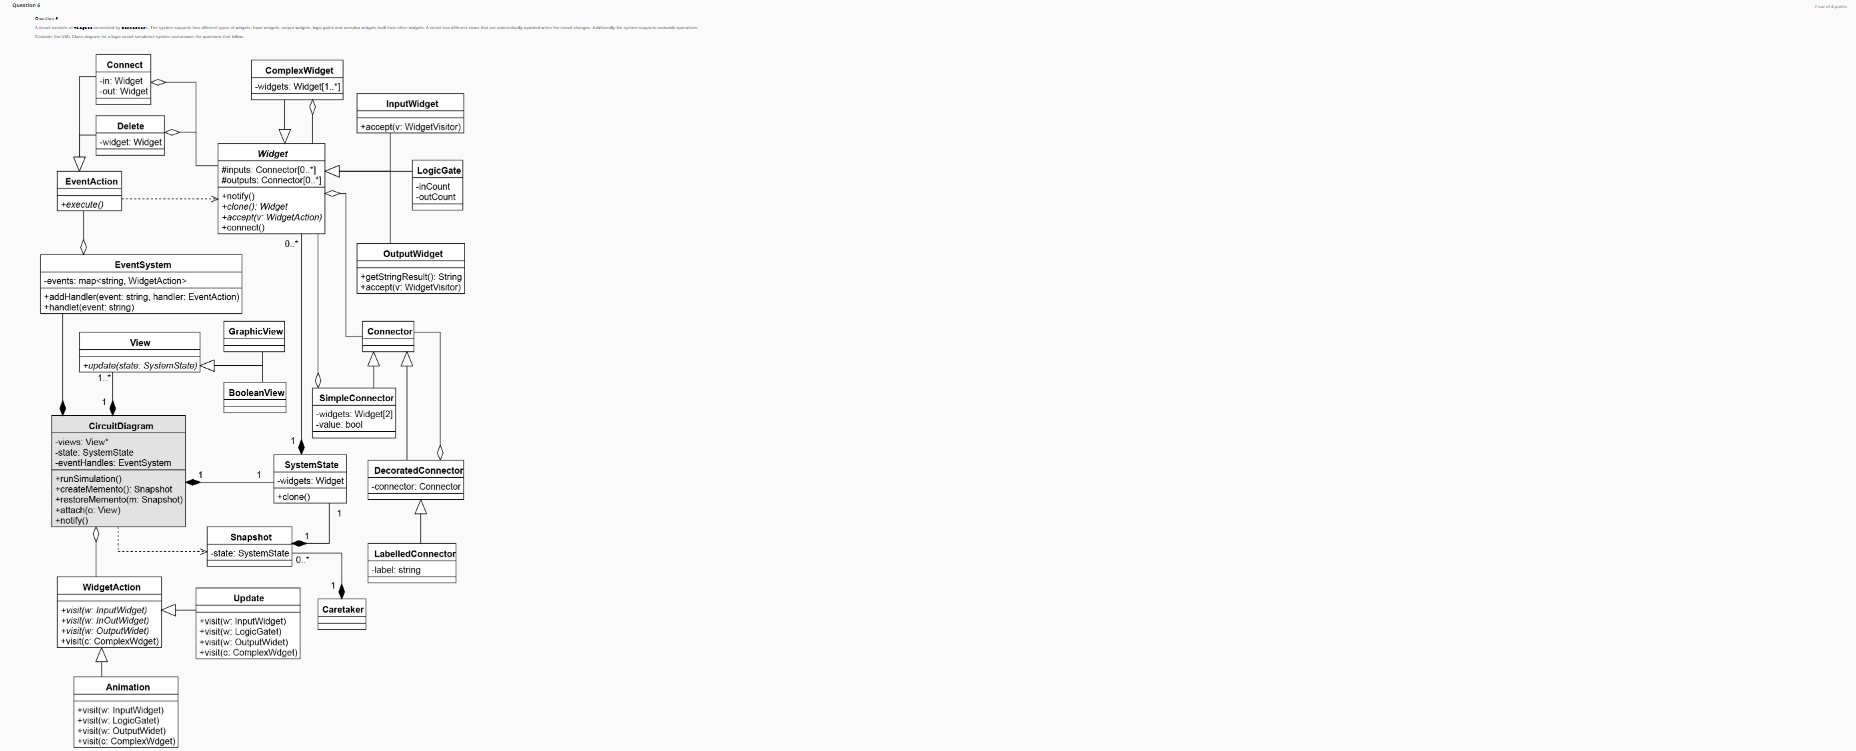 Question 6
2 out of 4 points
Question 6
A circuit consists of connected by . The system supports four different types of widgets: input widgets, output widgets, logic gates and complex widgets built from other widgets. A circuit has different views that are automatically updated when the circuit changes. Additionally the system supports undoable operations.
Consider the UML Class diagram for a logic circuit simulation system and answer the questions that follow.
Connect
-in: Widget
-out: Widget
ComplexWidget
-widgets: Widget[1..*]
InputWidget
+accept(v: WidgetVisitor)
Delete
-widget: Widget
Widget
#inputs: Connector[0..*]
#outputs: Connector[0..*]
+notify()
+clone(): Widget
+accept(v: WidgetAction)
+connect()
0..*
LogicGate
-inCount
-outCount
EventAction
+execute()
OutputWidget
+getStringResult(): String
+accept(v: WidgetVisitor)
EventSystem
-events: map<string, WidgetAction>
+addHandler(event: string, handler: EventAction)
+handlet(event: string)
View
+update(state: SystemState)
1..*
1
GraphicView
BooleanView
Connector
SimpleConnector
-widgets: Widget[2]
-value: bool
CircuitDiagram
-views: View*
-state: SystemState
-eventHandles: EventSystem
+runSimulation()
+createMemento(): Snapshot
+restoreMemento(m: Snapshot)
+attach(o: View)
+notify()
1
1
1
SystemState
-widgets: Widget
+clone()
1
DecoratedConnector
-connector: Connector
Snapshot
-state: SystemState
1
0..*
LabelledConnector
-label: string
WidgetAction
+visit(w: InputWidget)
+visit(w: InOutWidget)
+visit(w: OutputWidet)
+visit(c: ComplexWdget)
Update
+visit(w: InputWidget)
+visit(w: LogicGatet)
+visit(w: OutputWidet)
+visit(c: ComplexWdget)
1
Caretaker
Animation
+visit(w: InputWidget)
+visit(w: LogicGatet)
+visit(w: OutputWidet)
+visit(c: ComplexWdget)